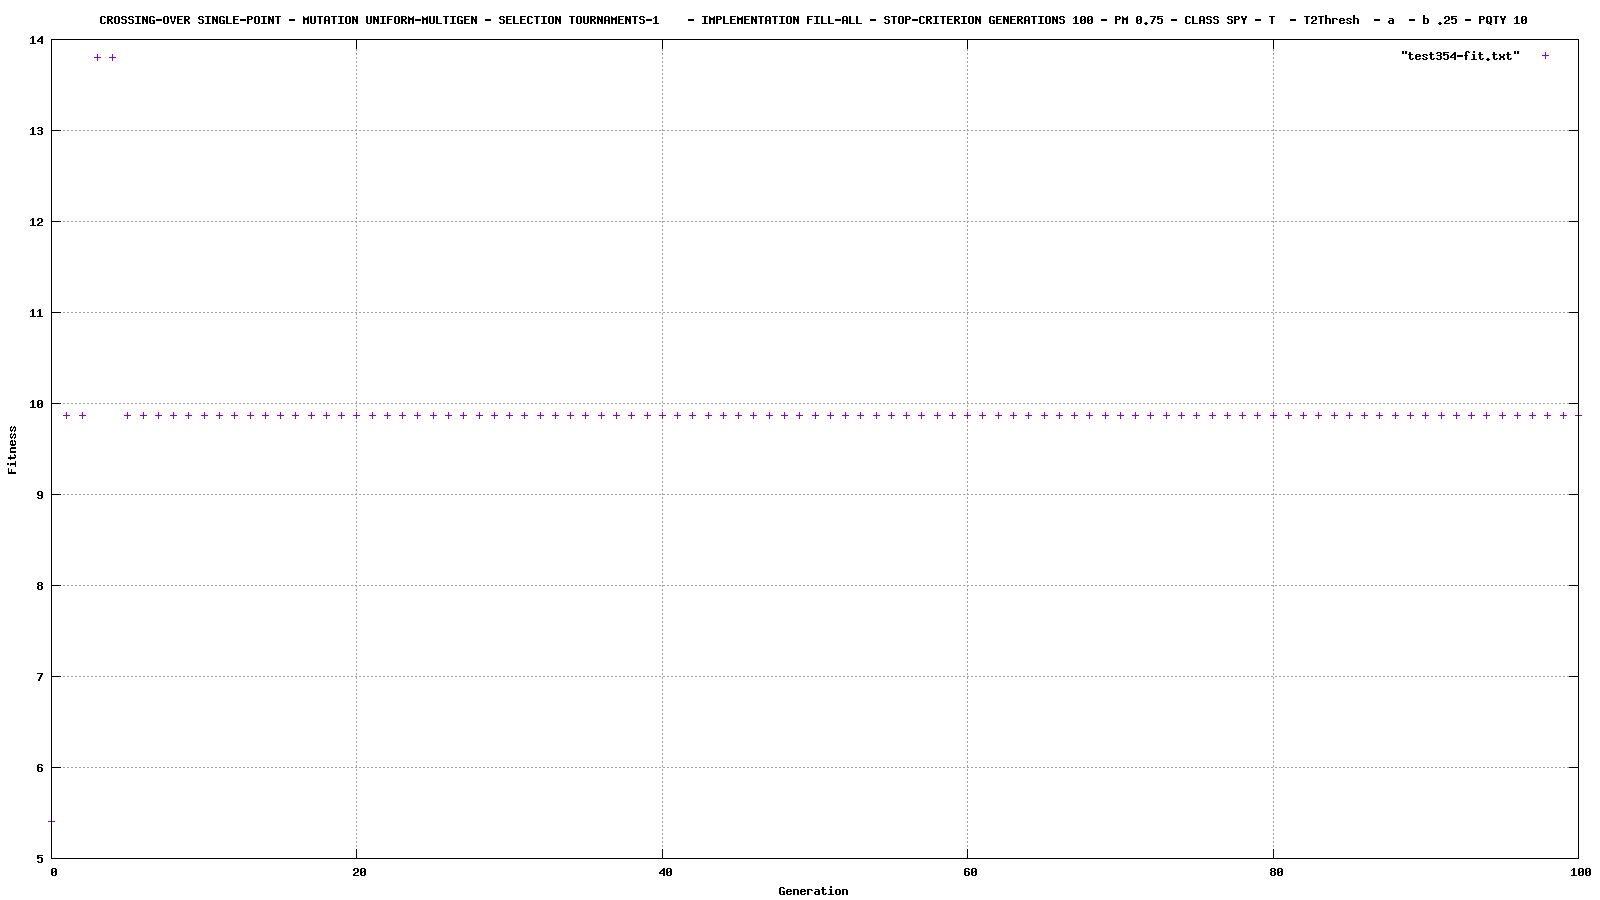 CROSSING-OVER SINGLE-POINT - MUTATION UNIFORM-MULTIGEN - SELECTION TOURNAMENTS-1    - IMPLEMENTATION FILL-ALL - STOP-CRITERION GENERATIONS 100 - PM 0.75 - CLASS SPY - T  - T2Thresh  - a  - b .25 - PQTY 10
"test354-fit.txt"
14
13
12
11
10
9
8
7
6
5
Fitness
0 20 40 60 80 100
Generation